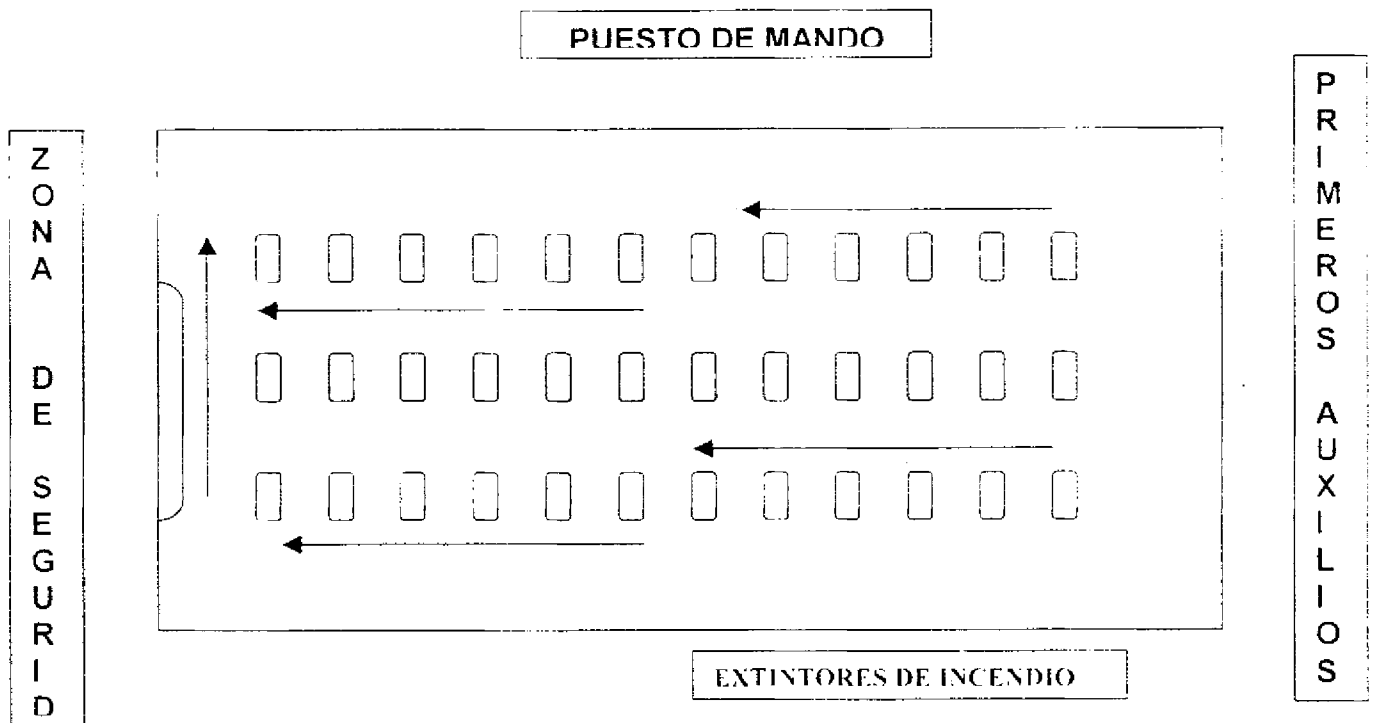 PUESTO DE MANDO
ZONA DE SEGURID
PRIMEROS AUXILIOS
EXTINTORES DE INCENDIO